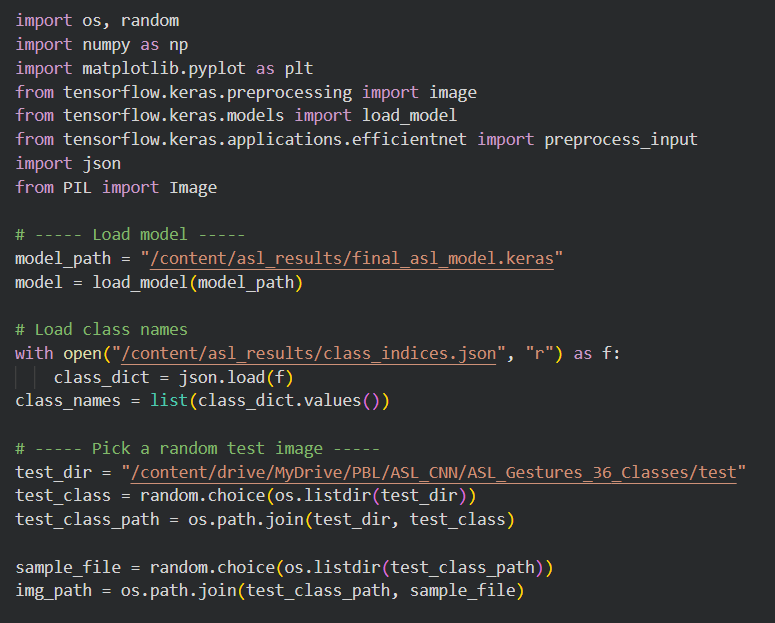 import os, random
import numpy as np
import matplotlib.pyplot as plt
from tensorflow.keras.preprocessing import image
from tensorflow.keras.models import load_model
from tensorflow.keras.applications.efficientnet import preprocess_input
import json
from PIL import Image

# ----- Load model -----
model_path = "/content/asl_results/final_asl_model.keras"
model = load_model(model_path)

# Load class names
with open("/content/asl_results/class_indices.json", "r") as f:
    class_dict = json.load(f)
class_names = list(class_dict.values())

# ----- Pick a random test image -----
test_dir = "/content/drive/MyDrive/PBL/ASL_CNN/ASL_Gestures_36_Classes/test"
test_class = random.choice(os.listdir(test_dir))
test_class_path = os.path.join(test_dir, test_class)

sample_file = random.choice(os.listdir(test_class_path))
img_path = os.path.join(test_class_path, sample_file)